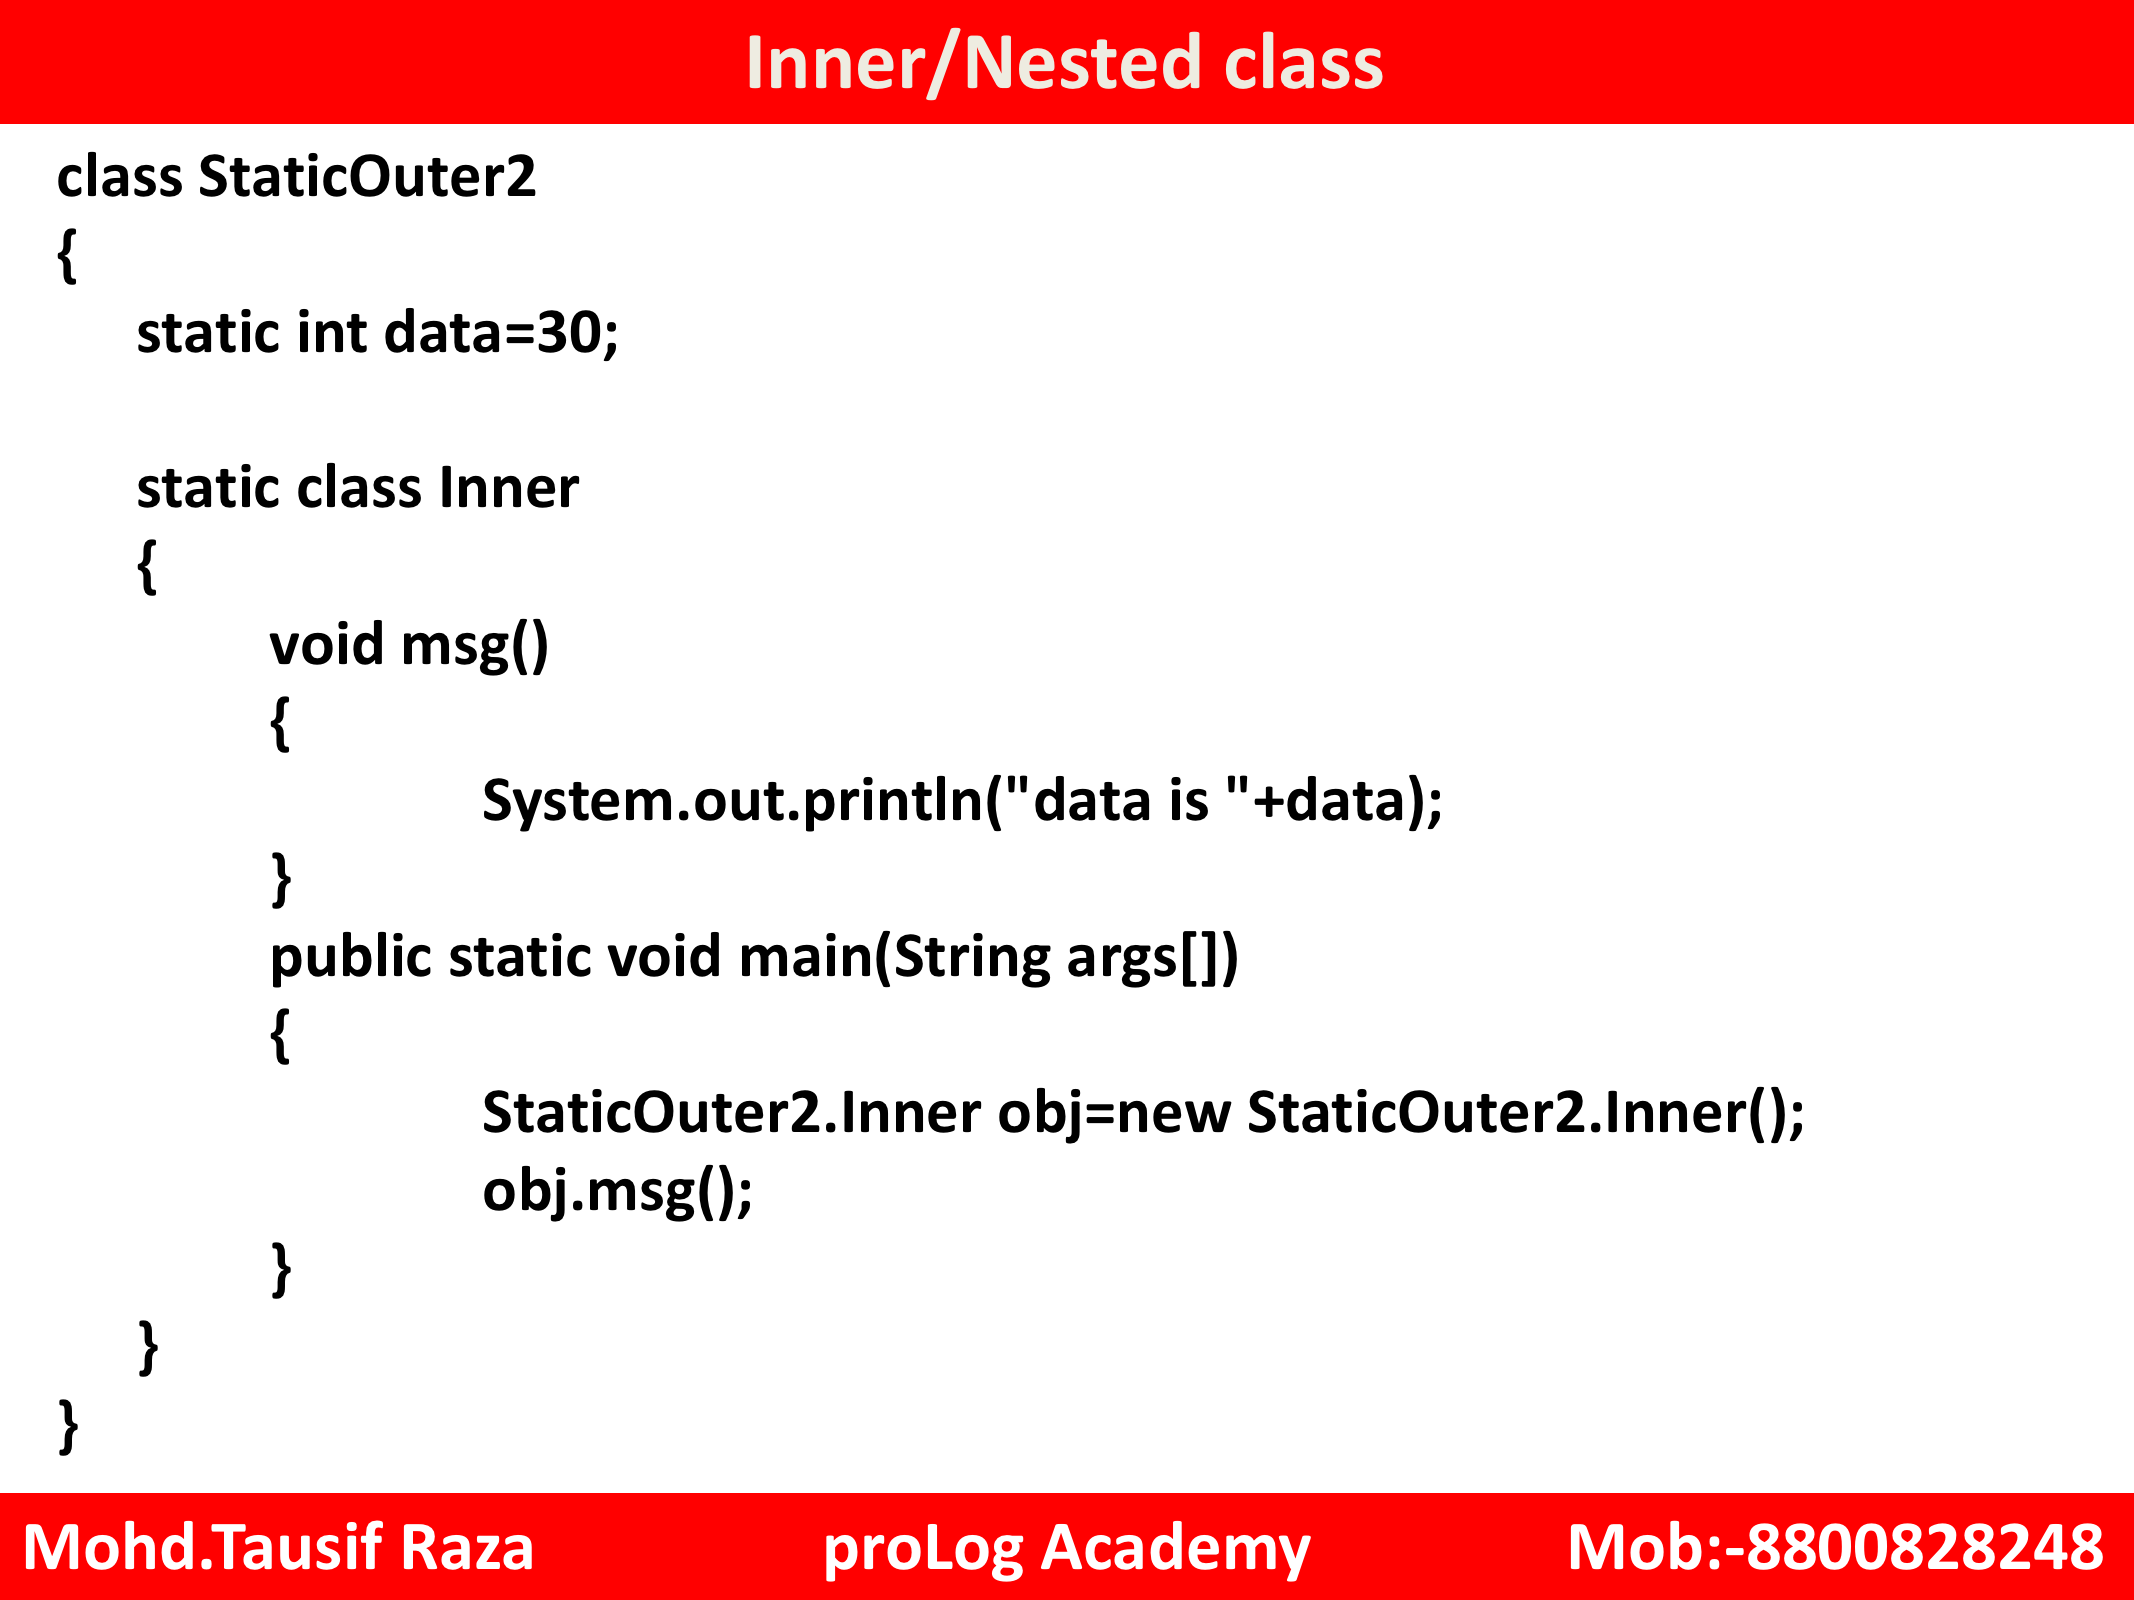 Inner/Nested class
class StaticOuter2
{
static int data=30;
static class Inner
{
void msg()
{
System.out.println("data is "+data);
}
public static void main(String args[])
{
StaticOuter2.Inner obj=new StaticOuter2.Inner();
obj.msg();
}
}
}
Mohd.Tausif Raza proLog Academy Mob:-8800828248